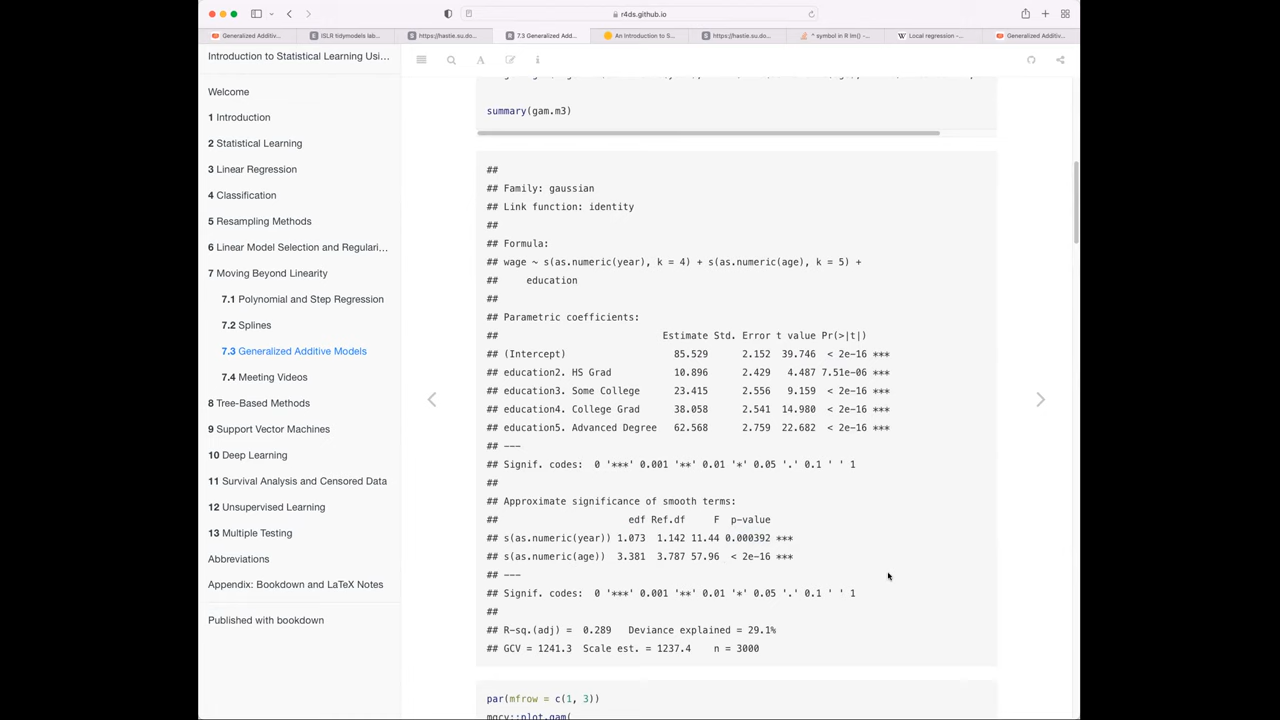 r4ds.github.io
Generalized Additiv...
ISLR tidymodels lab...
https://hastie.su.do...
7.3 Generalized Add...
An Introduction to S...
https://hastie.su.do...
^ symbol in R lm() -...
Local regression -...
Generalized Additiv...
Introduction to Statistical Learning Usi...
Welcome
1 Introduction
2 Statistical Learning
3 Linear Regression
4 Classification
5 Resampling Methods
6 Linear Model Selection and Regulari...
7 Moving Beyond Linearity
7.1 Polynomial and Step Regression
7.2 Splines
7.3 Generalized Additive Models
7.4 Meeting Videos
8 Tree-Based Methods
9 Support Vector Machines
10 Deep Learning
11 Survival Analysis and Censored Data
12 Unsupervised Learning
13 Multiple Testing
Abbreviations
Appendix: Bookdown and LaTeX Notes
Published with bookdown
summary(gam.m3)
##
## Family: gaussian
## Link function: identity
##
## Formula:
## wage ~ s(as.numeric(year), k = 4) + s(as.numeric(age), k = 5) +
##     education
##
## Parametric coefficients:
##                             Estimate Std. Error t value Pr(>|t|)
## (Intercept)                   85.529      2.152  39.746  < 2e-16 ***
## education2. HS Grad           10.896      2.429   4.487 7.51e-06 ***
## education3. Some College      23.415      2.556   9.159  < 2e-16 ***
## education4. College Grad      38.058      2.541  14.980  < 2e-16 ***
## education5. Advanced Degree   62.568      2.759  22.682  < 2e-16 ***
## ---
## Signif. codes:  0 '***' 0.001 '**' 0.01 '*' 0.05 '.' 0.1 ' ' 1
##
## Approximate significance of smooth terms:
##                       edf Ref.df     F  p-value
## s(as.numeric(year)) 1.073  1.142 11.44 0.000392 ***
## s(as.numeric(age))  3.381  3.787 57.96  < 2e-16 ***
## ---
## Signif. codes:  0 '***' 0.001 '**' 0.01 '*' 0.05 '.' 0.1 ' ' 1
##
## R-sq.(adj) =  0.289   Deviance explained = 29.1%
## GCV = 1241.3  Scale est. = 1237.4    n = 3000
par(mfrow = c(1, 3))
mgcv::plot.gam(